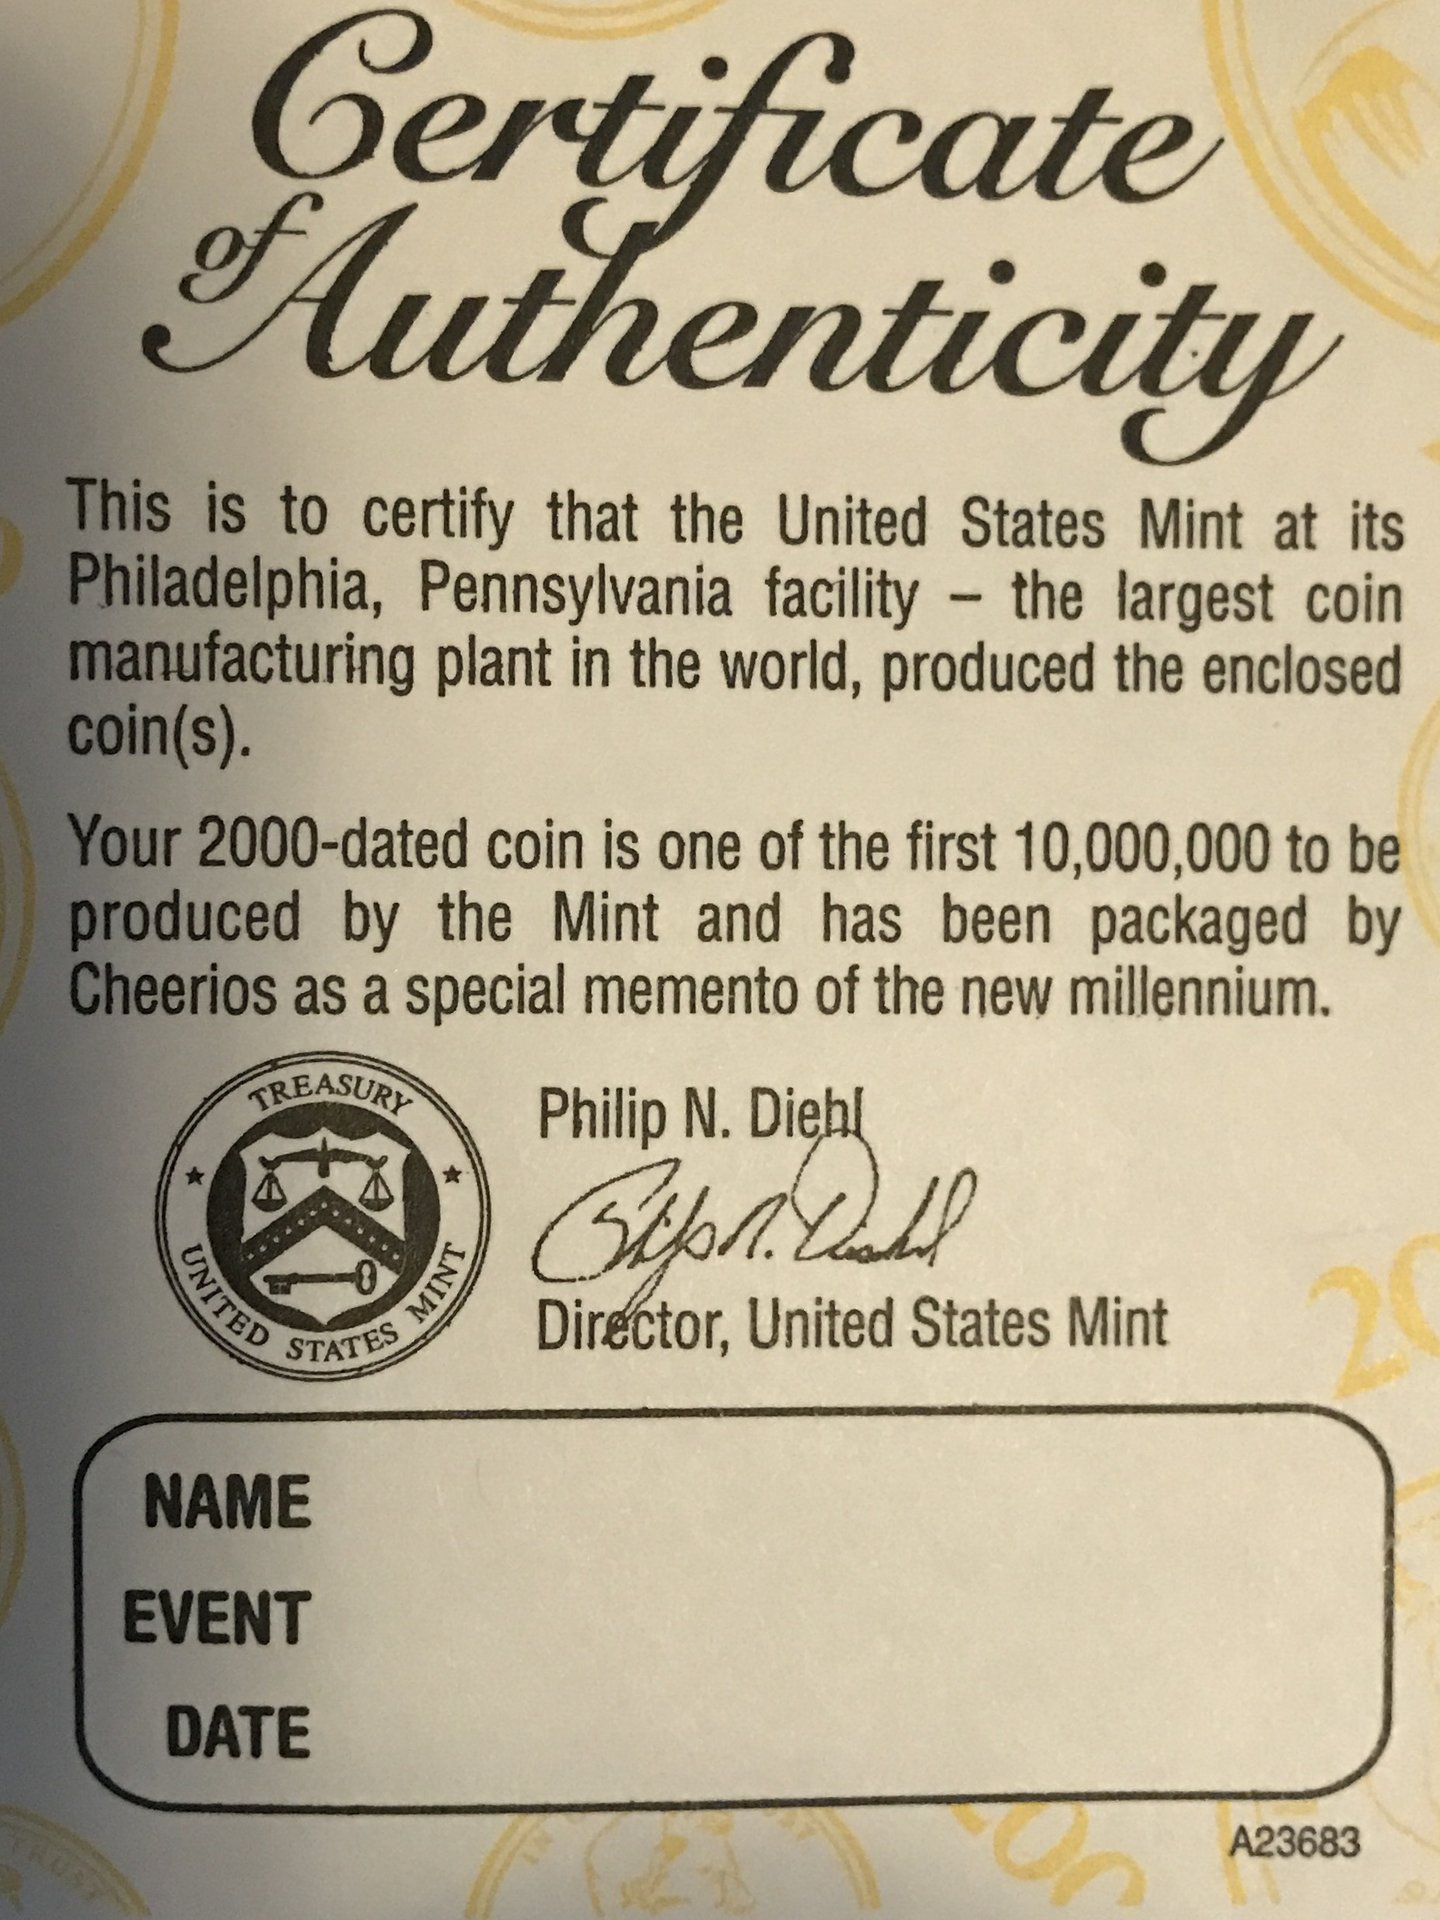 Certificate
of Authenticity
This is to certify that the United States Mint at its
Philadelphia, Pennsylvania facility – the largest coin
manufacturing plant in the world, produced the enclosed
coin(s).
Your 2000-dated coin is one of the first 10,000,000 to be
produced by the Mint and has been packaged by
Cheerios as a special memento of the new millennium.
TREASURY
UNITED STATES MINT
Philip N. Diehl
Philip N. Diehl
Director, United States Mint
NAME
EVENT
DATE
A23683
TRUST